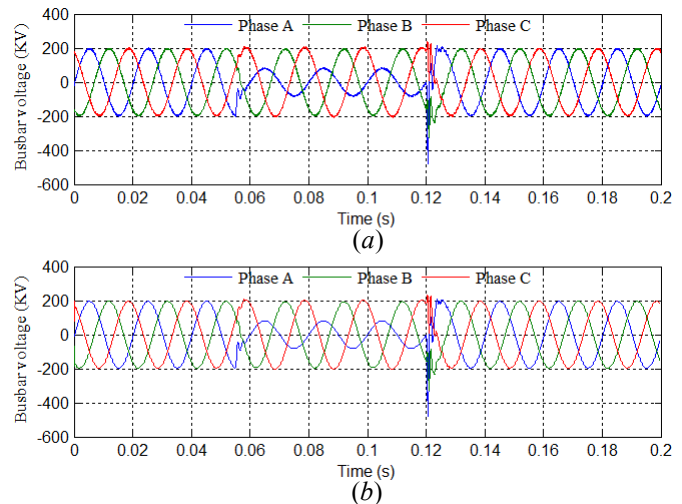 Busbar voltage (KV)
400
200
0
-200
-400
-600
Phase A
Phase B
Phase C
0 0.02 0.04 0.06 0.08 0.1 0.12 0.14 0.16 0.18 0.2
Time (s)
(a)
Busbar voltage (KV)
400
200
0
-200
-400
-600
Phase A
Phase B
Phase C
0 0.02 0.04 0.06 0.08 0.1 0.12 0.14 0.16 0.18 0.2
Time (s)
(b)